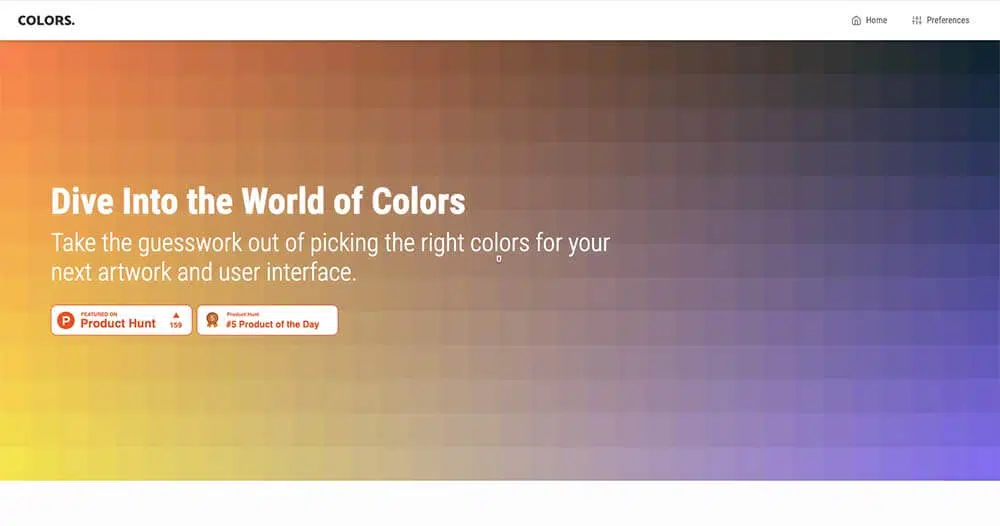 COLORS.
Home
Preferences
Dive Into the World of Colors
Take the guesswork out of picking the right colors for your
next artwork and user interface.
FEATURED ON
Product Hunt
159
5
Product Hunt
#5 Product of the Day